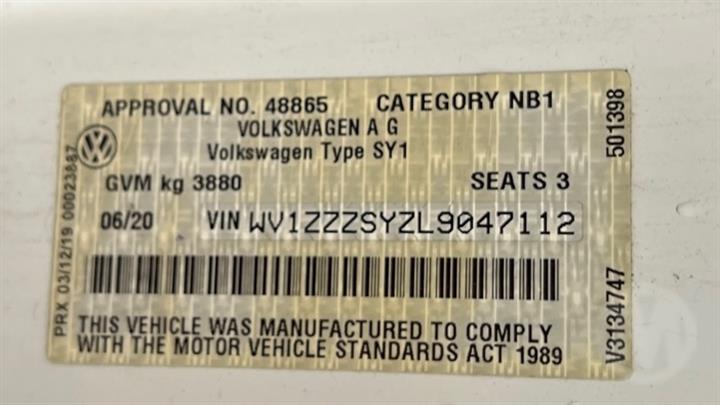 APPROVAL NO. 48865 CATEGORY NB1
VOLKSWAGEN A G
Volkswagen Type SY1
GVM kg 3880 SEATS 3
06/20 VIN WV1ZZZSYZL9047112
THIS VEHICLE WAS MANUFACTURED TO COMPLY
WITH THE MOTOR VEHICLE STANDARDS ACT 1989
PRX 03/12/19 00023887
V3134747 501398